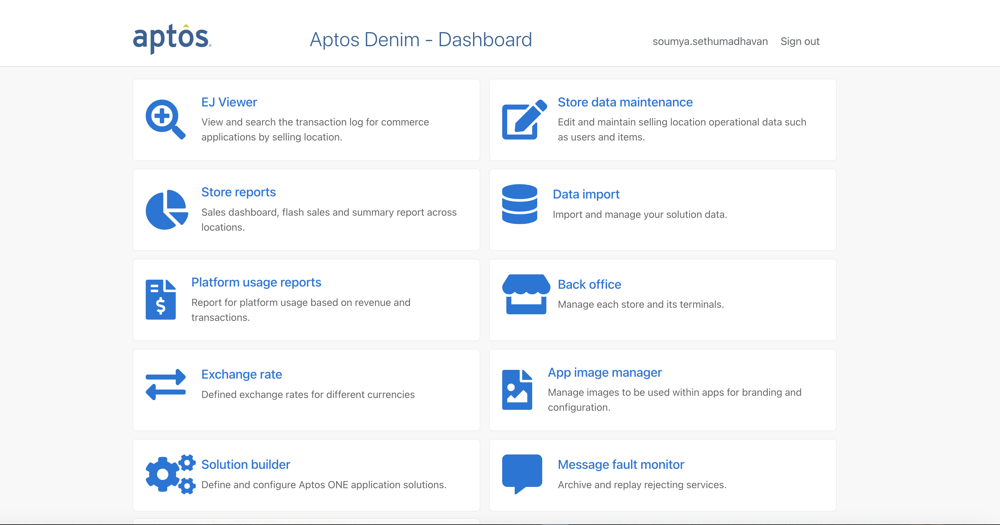 aptos
Aptos Denim - Dashboard
soumya.sethumadhavan
Sign out
EJ Viewer
View and search the transaction log for commerce
applications by selling location.
Store data maintenance
Edit and maintain selling location operational data such
as users and items.
Store reports
Sales dashboard, flash sales and summary report across
locations.
Data import
Import and manage your solution data.
Platform usage reports
Report for platform usage based on revenue and
transactions.
Back office
Manage each store and its terminals.
Exchange rate
Defined exchange rates for different currencies
App image manager
Manage images to be used within apps for branding and
configuration.
Solution builder
Define and configure Aptos ONE application solutions.
Message fault monitor
Archive and replay rejecting services.